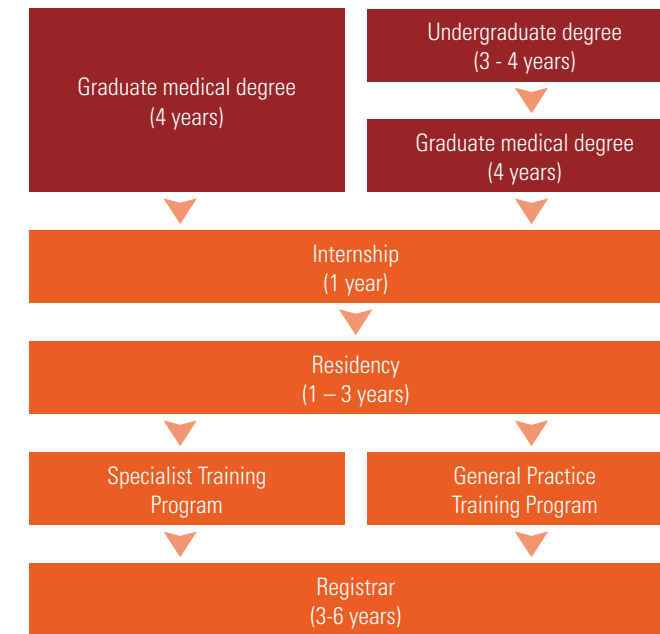 Graduate medical degree
(4 years)
Undergraduate degree
(3 - 4 years)
Graduate medical degree
(4 years)
Internship
(1 year)
Residency
(1 – 3 years)
Specialist Training
Program
General Practice
Training Program
Registrar
(3-6 years)